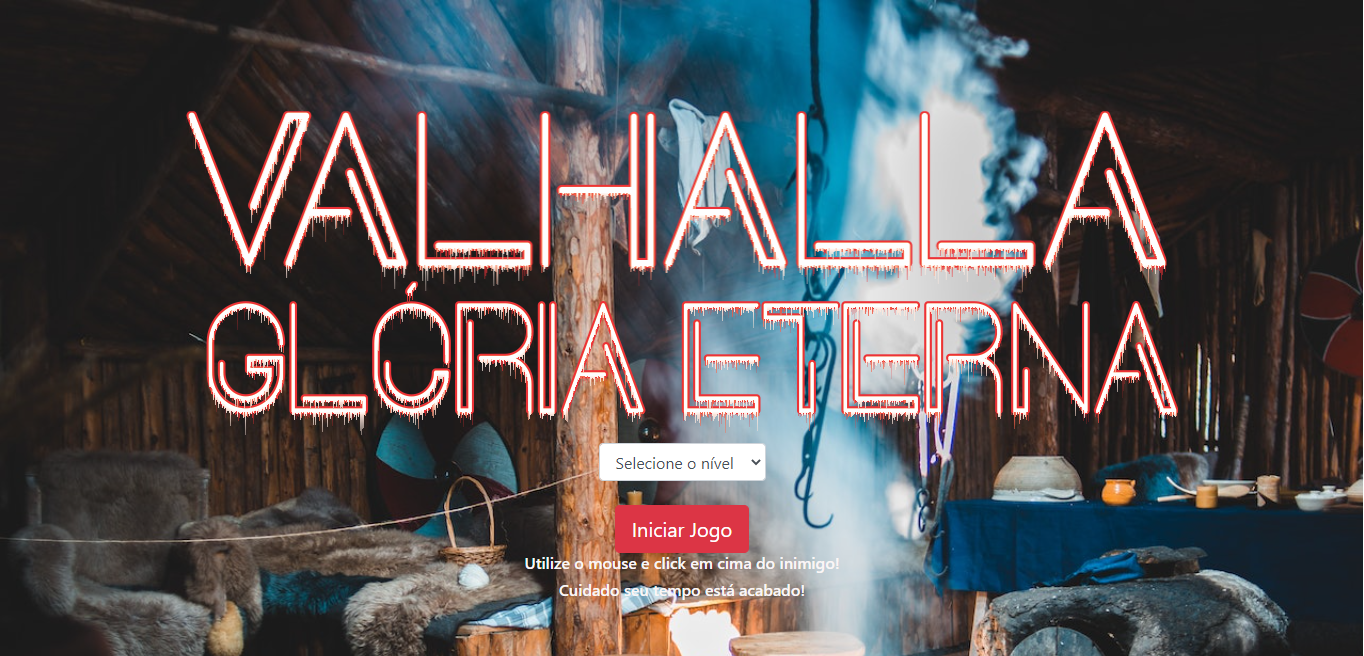 VALHALLA
GLÓRIA ETERNA
Selecione o nível
Iniciar Jogo
Utilize o mouse e click em cima do inimigo!
Cuidado seu tempo está acabado!